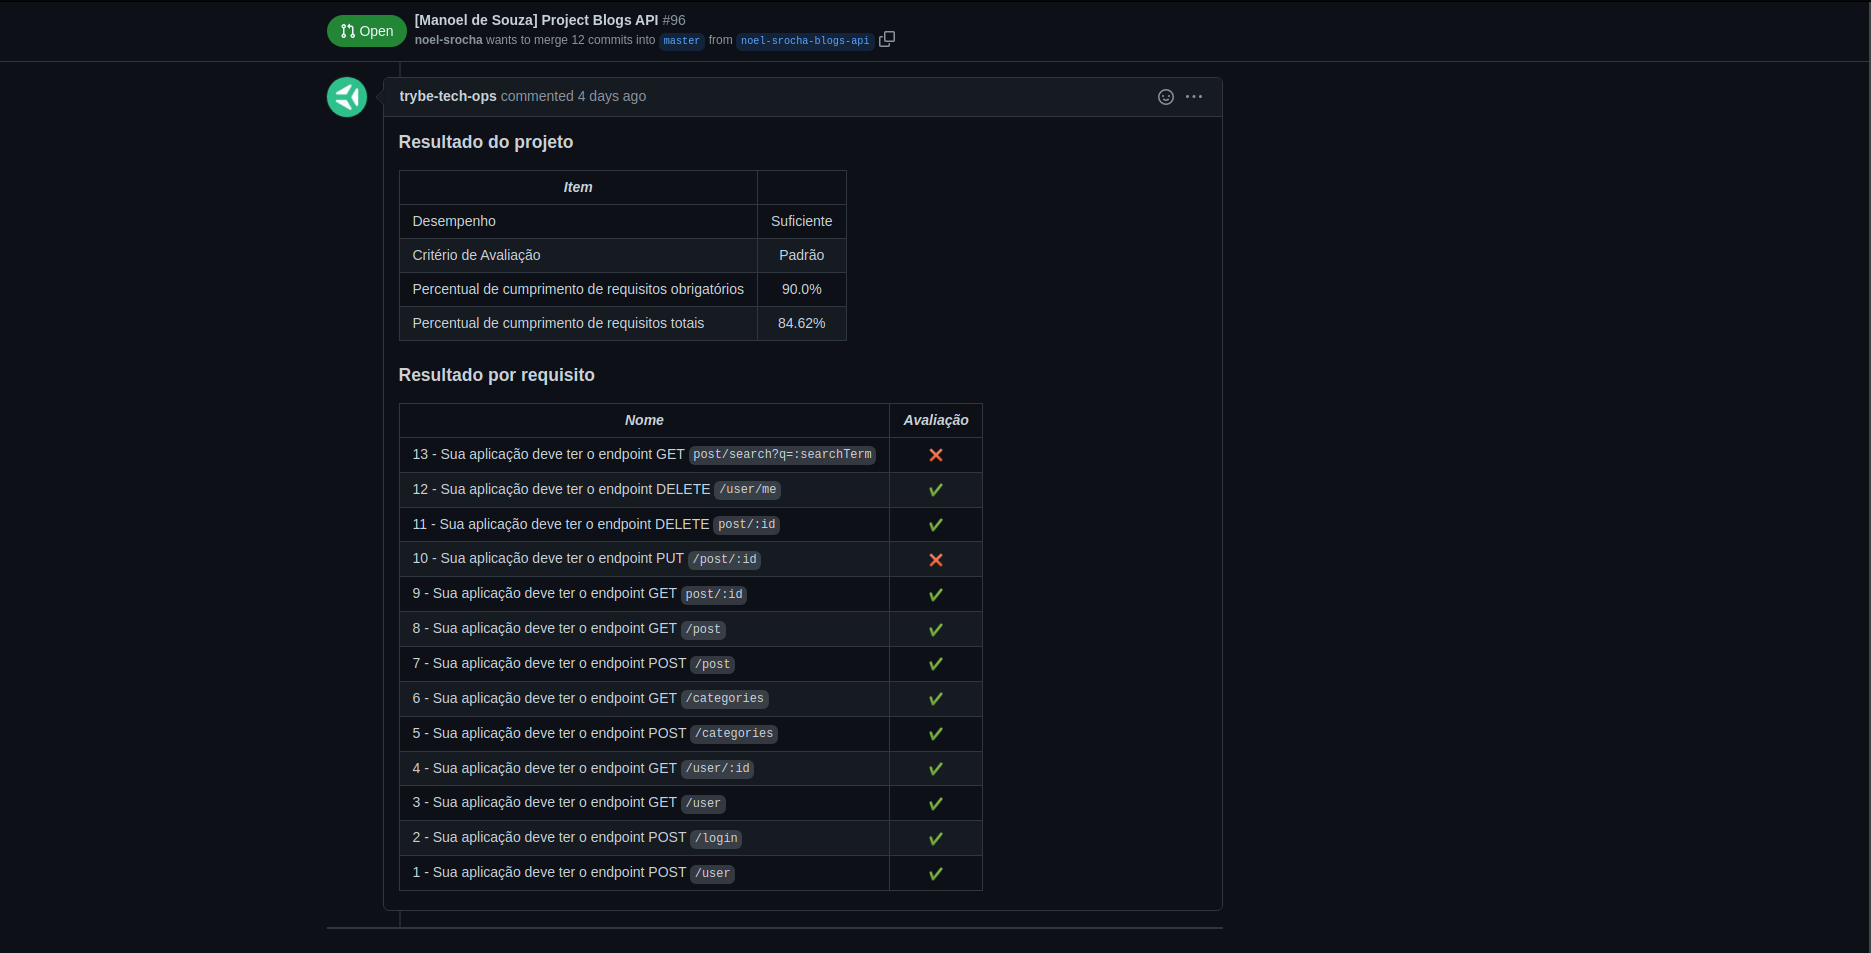 Open
[Manoel de Souza] Project Blogs API #96
noel-srocha wants to merge 12 commits into master from noel-srocha-blogs-api
trybe-tech-ops commented 4 days ago
Resultado do projeto
Item
Desempenho Suficiente
Critério de Avaliação Padrão
Percentual de cumprimento de requisitos obrigatórios 90.0%
Percentual de cumprimento de requisitos totais 84.62%
Resultado por requisito
Nome Avaliação
13 - Sua aplicação deve ter o endpoint GET post/search?q=:searchTerm ❌
12 - Sua aplicação deve ter o endpoint DELETE /user/me ✔
11 - Sua aplicação deve ter o endpoint DELETE post/:id ✔
10 - Sua aplicação deve ter o endpoint PUT /post/:id ❌
9 - Sua aplicação deve ter o endpoint GET post/:id ✔
8 - Sua aplicação deve ter o endpoint GET /post ✔
7 - Sua aplicação deve ter o endpoint POST /post ✔
6 - Sua aplicação deve ter o endpoint GET /categories ✔
5 - Sua aplicação deve ter o endpoint POST /categories ✔
4 - Sua aplicação deve ter o endpoint GET /user/:id ✔
3 - Sua aplicação deve ter o endpoint GET /user ✔
2 - Sua aplicação deve ter o endpoint POST /login ✔
1 - Sua aplicação deve ter o endpoint POST /user ✔